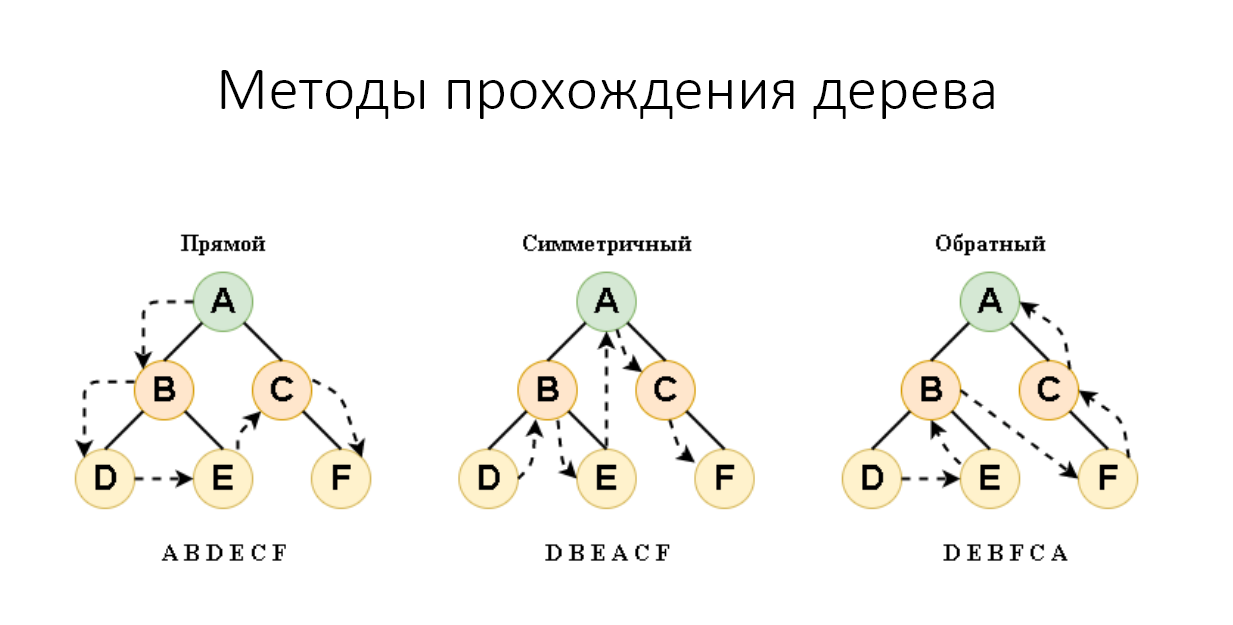 Методы прохождения дерева
Прямой
A
B
C
D
E
F
A B D E C F
Симметричный
A
B
C
D
E
F
D B E A C F
Обратный
A
B
C
D
E
F
D E B F C A